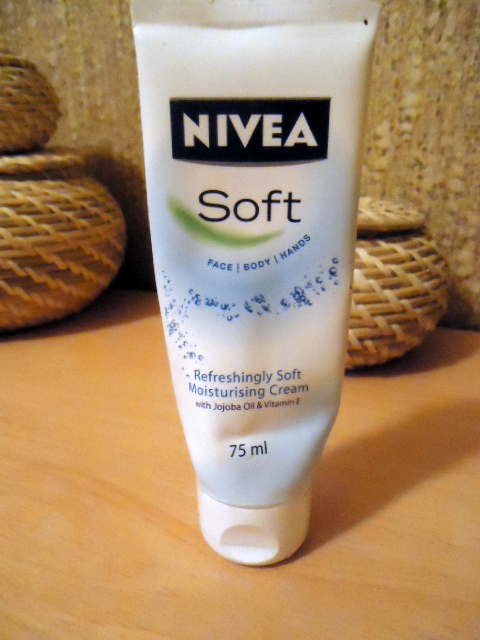 NIVEA
Soft
FACE | BODY | HANDS
Refreshingly Soft
Moisturising Cream
with Jojoba Oil & Vitamin E
75 ml